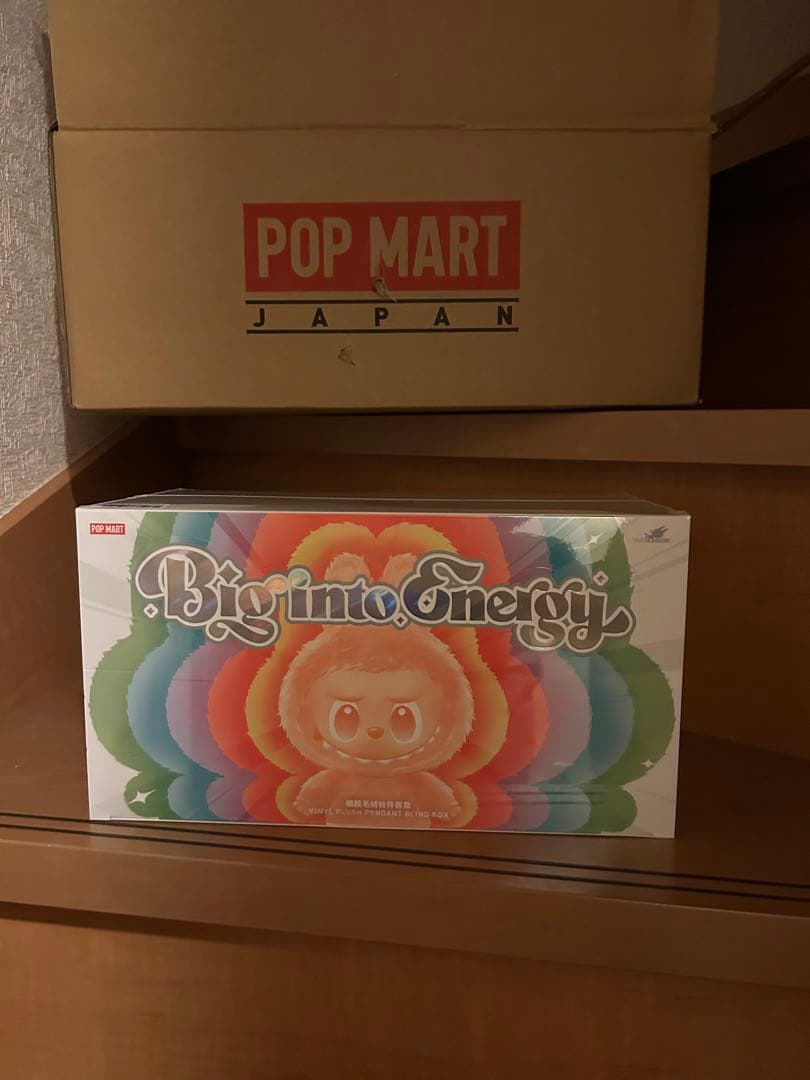 POP MART
JAPAN
POP MART
Big into Energy
VINYL PLUSH PENDANT BLIND BOX